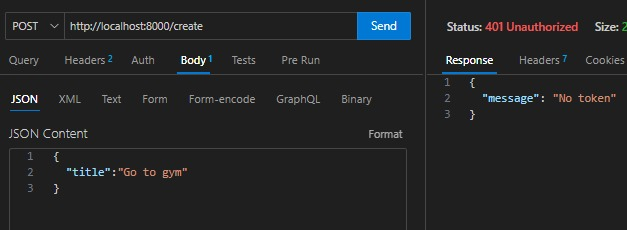 POST http://localhost:8000/create Send
Query Headers 2 Auth Body 1 Tests Pre Run
JSON XML Text Form Form-encode GraphQL Binary
JSON Content Format
1 {
2 "title":"Go to gym"
3 }
Status: 401 Unauthorized Size:
Response Headers 7 Cookies
1 {
2 "message": "No token"
3 }